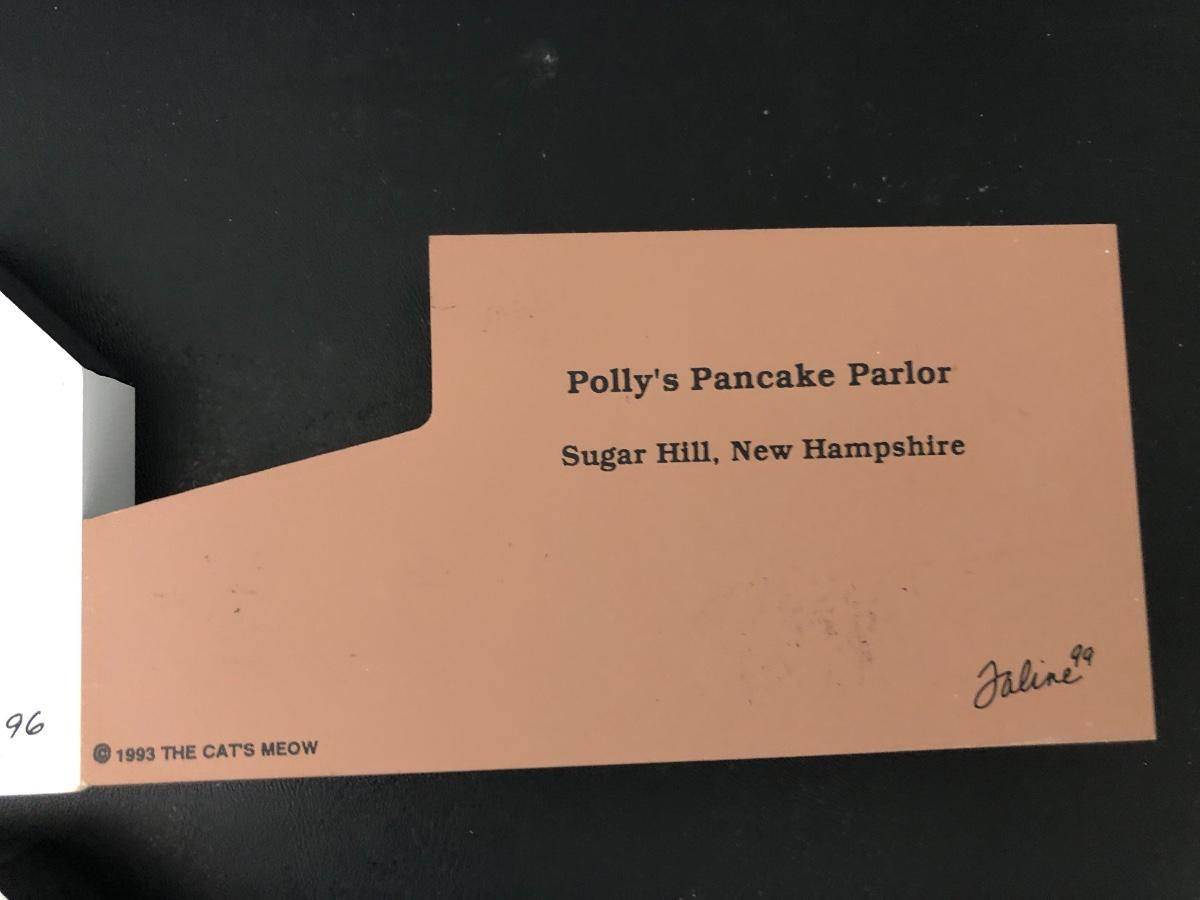 Polly's Pancake Parlor
Sugar Hill, New Hampshire
Faline 99
96
© 1993 THE CAT'S MEOW